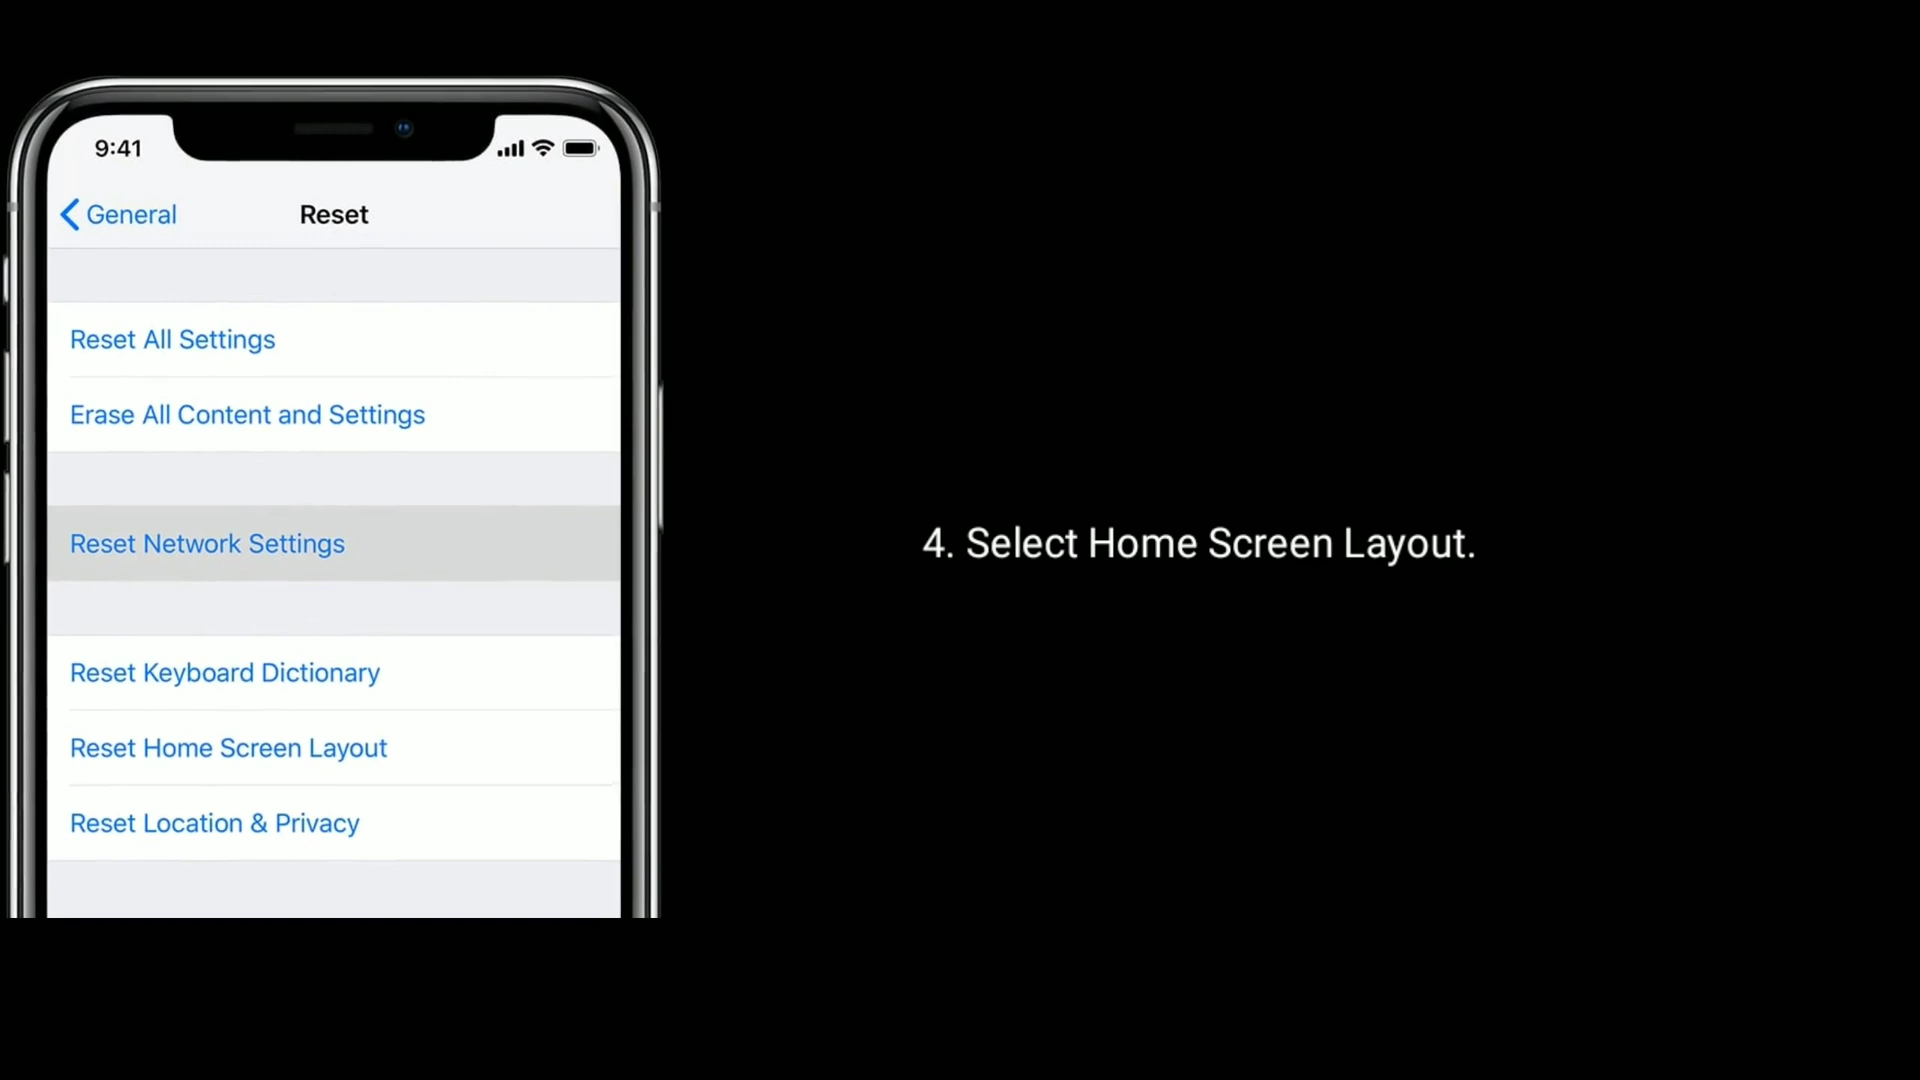 9:41
General
Reset
Reset All Settings
Erase All Content and Settings
Reset Network Settings
Reset Keyboard Dictionary
Reset Home Screen Layout
Reset Location & Privacy
4. Select Home Screen Layout.